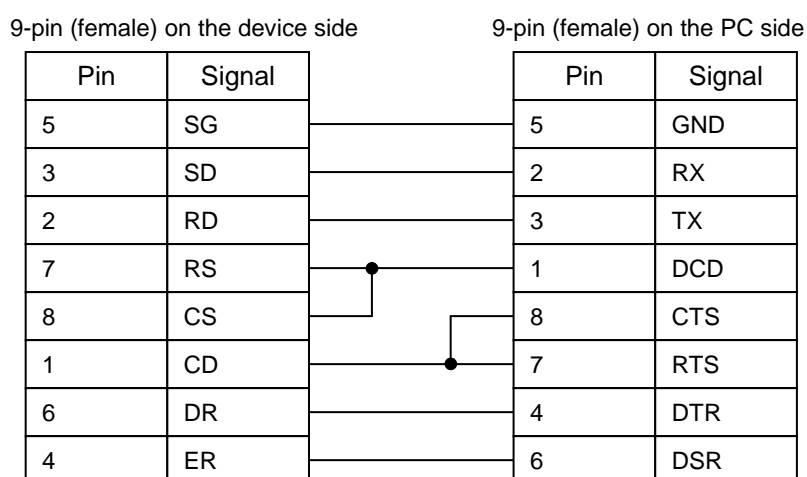 9-pin (female) on the device side 9-pin (female) on the PC side
Pin Signal Pin Signal
5 SG 5 GND
3 SD 2 RX
2 RD 3 TX
7 RS 1 DCD
8 CS 8 CTS
1 CD 7 RTS
6 DR 4 DTR
4 ER 6 DSR